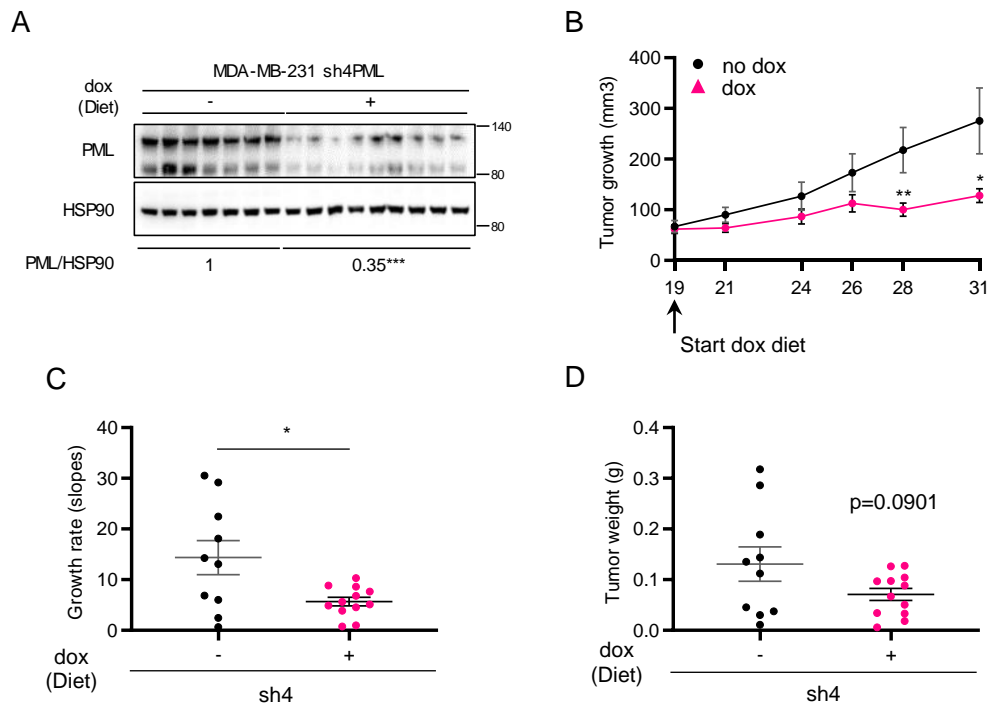 A
MDA-MB-231 sh4PML
dox
(Diet)
-
+
PML
140
80
HSP90
80
PML/HSP90
1
0.35***
B
Tumor growth (mm3)
400
300
200
100
0
no dox
dox
**
*
19
21
24
26
28
31
Start dox diet
C
Growth rate (slopes)
40
30
20
10
0
*
dox
(Diet)
-
+
sh4
D
Tumor weight (g)
0.4
0.3
0.2
0.1
0.0
p=0.0901
dox
(Diet)
-
+
sh4